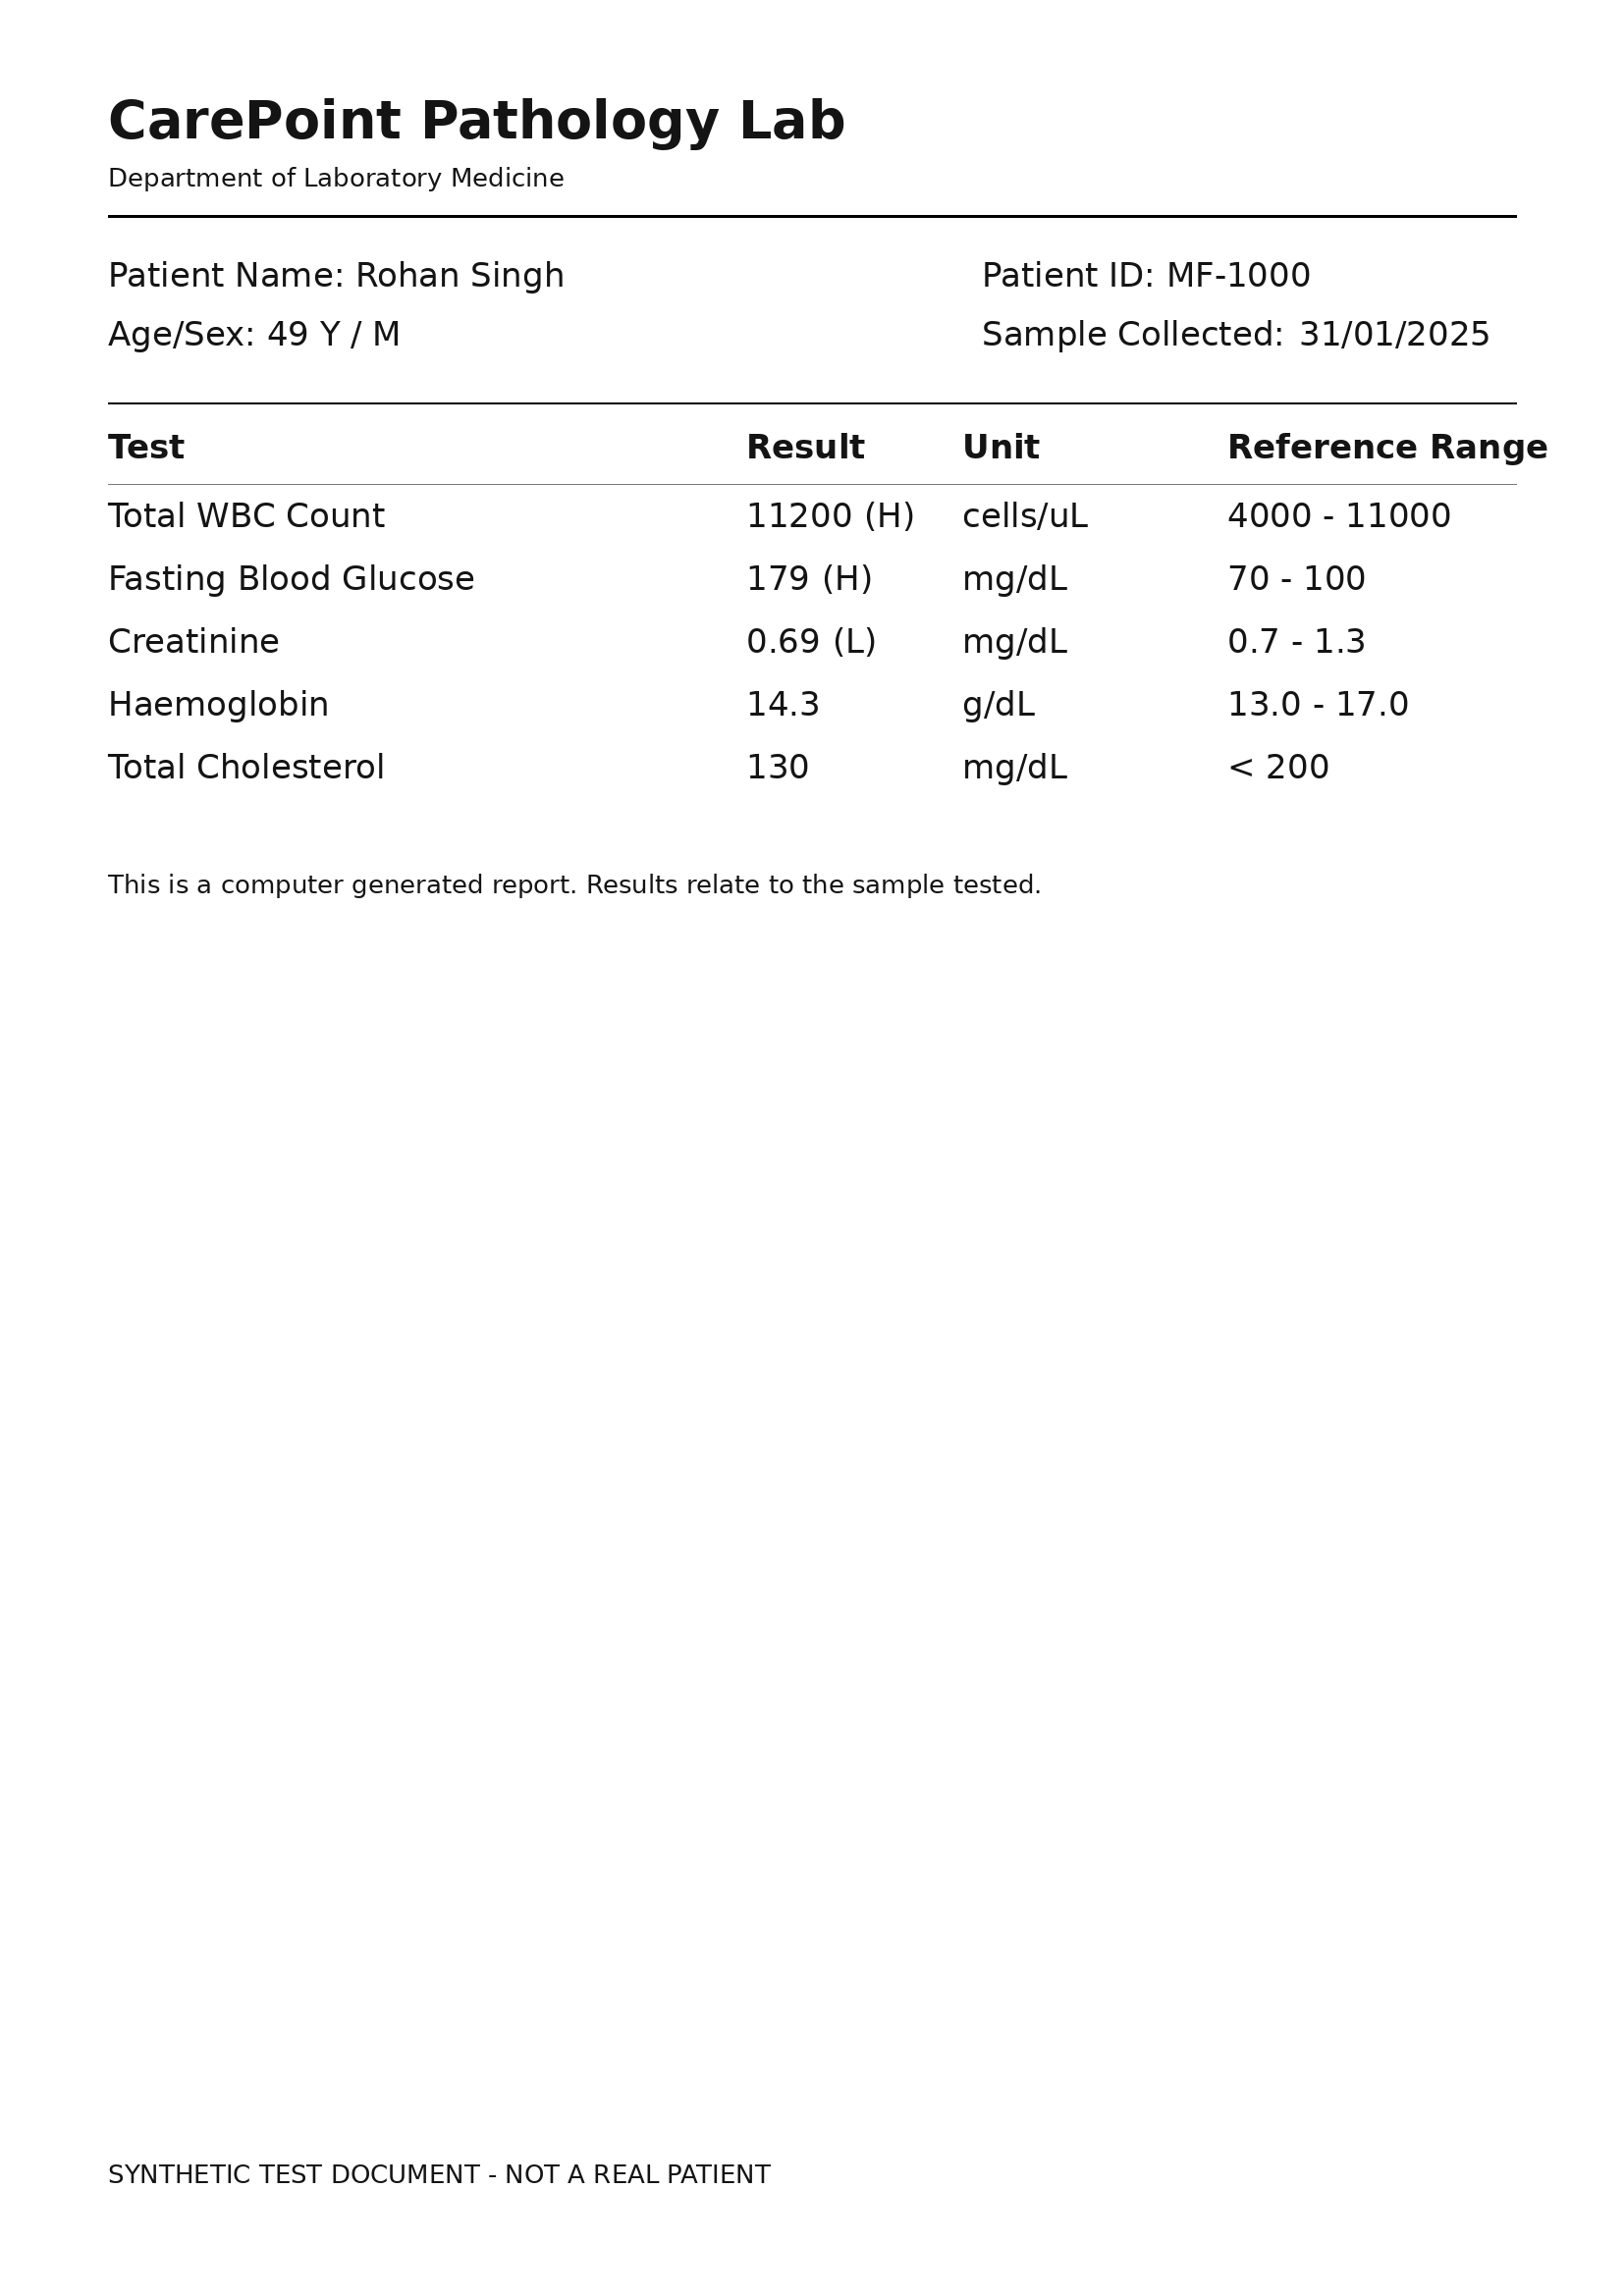 CarePoint Pathology Lab
Department of Laboratory Medicine
Patient Name: Rohan Singh Patient ID: MF-1000
Age/Sex: 49 Y / M Sample Collected: 31/01/2025
Test Result Unit Reference Range
Total WBC Count 11200 (H) cells/uL 4000 - 11000
Fasting Blood Glucose 179 (H) mg/dL 70 - 100
Creatinine 0.69 (L) mg/dL 0.7 - 1.3
Haemoglobin 14.3 g/dL 13.0 - 17.0
Total Cholesterol 130 mg/dL < 200
This is a computer generated report. Results relate to the sample tested.
SYNTHETIC TEST DOCUMENT - NOT A REAL PATIENT